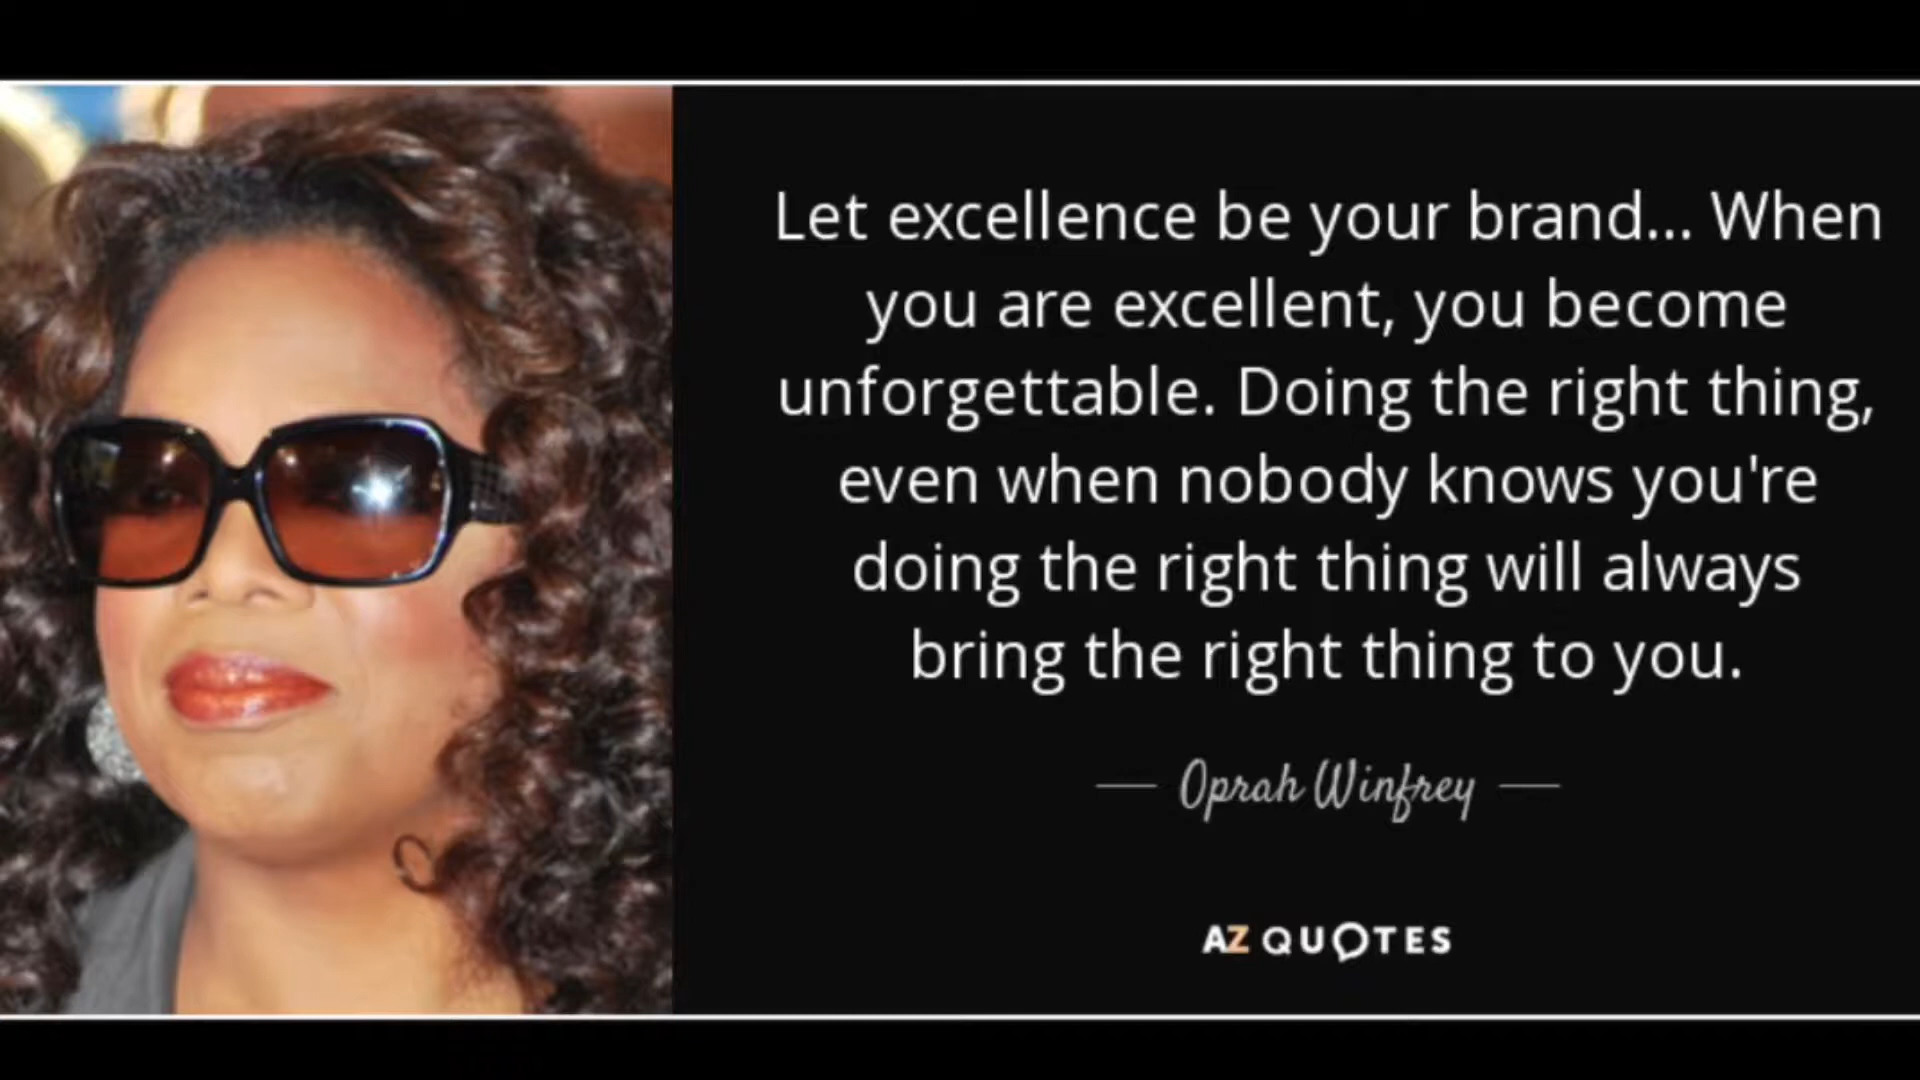 Let excellence be your brand... When
you are excellent, you become
unforgettable. Doing the right thing,
even when nobody knows you're
doing the right thing will always
bring the right thing to you.
Oprah Winfrey
AZ QUOTES